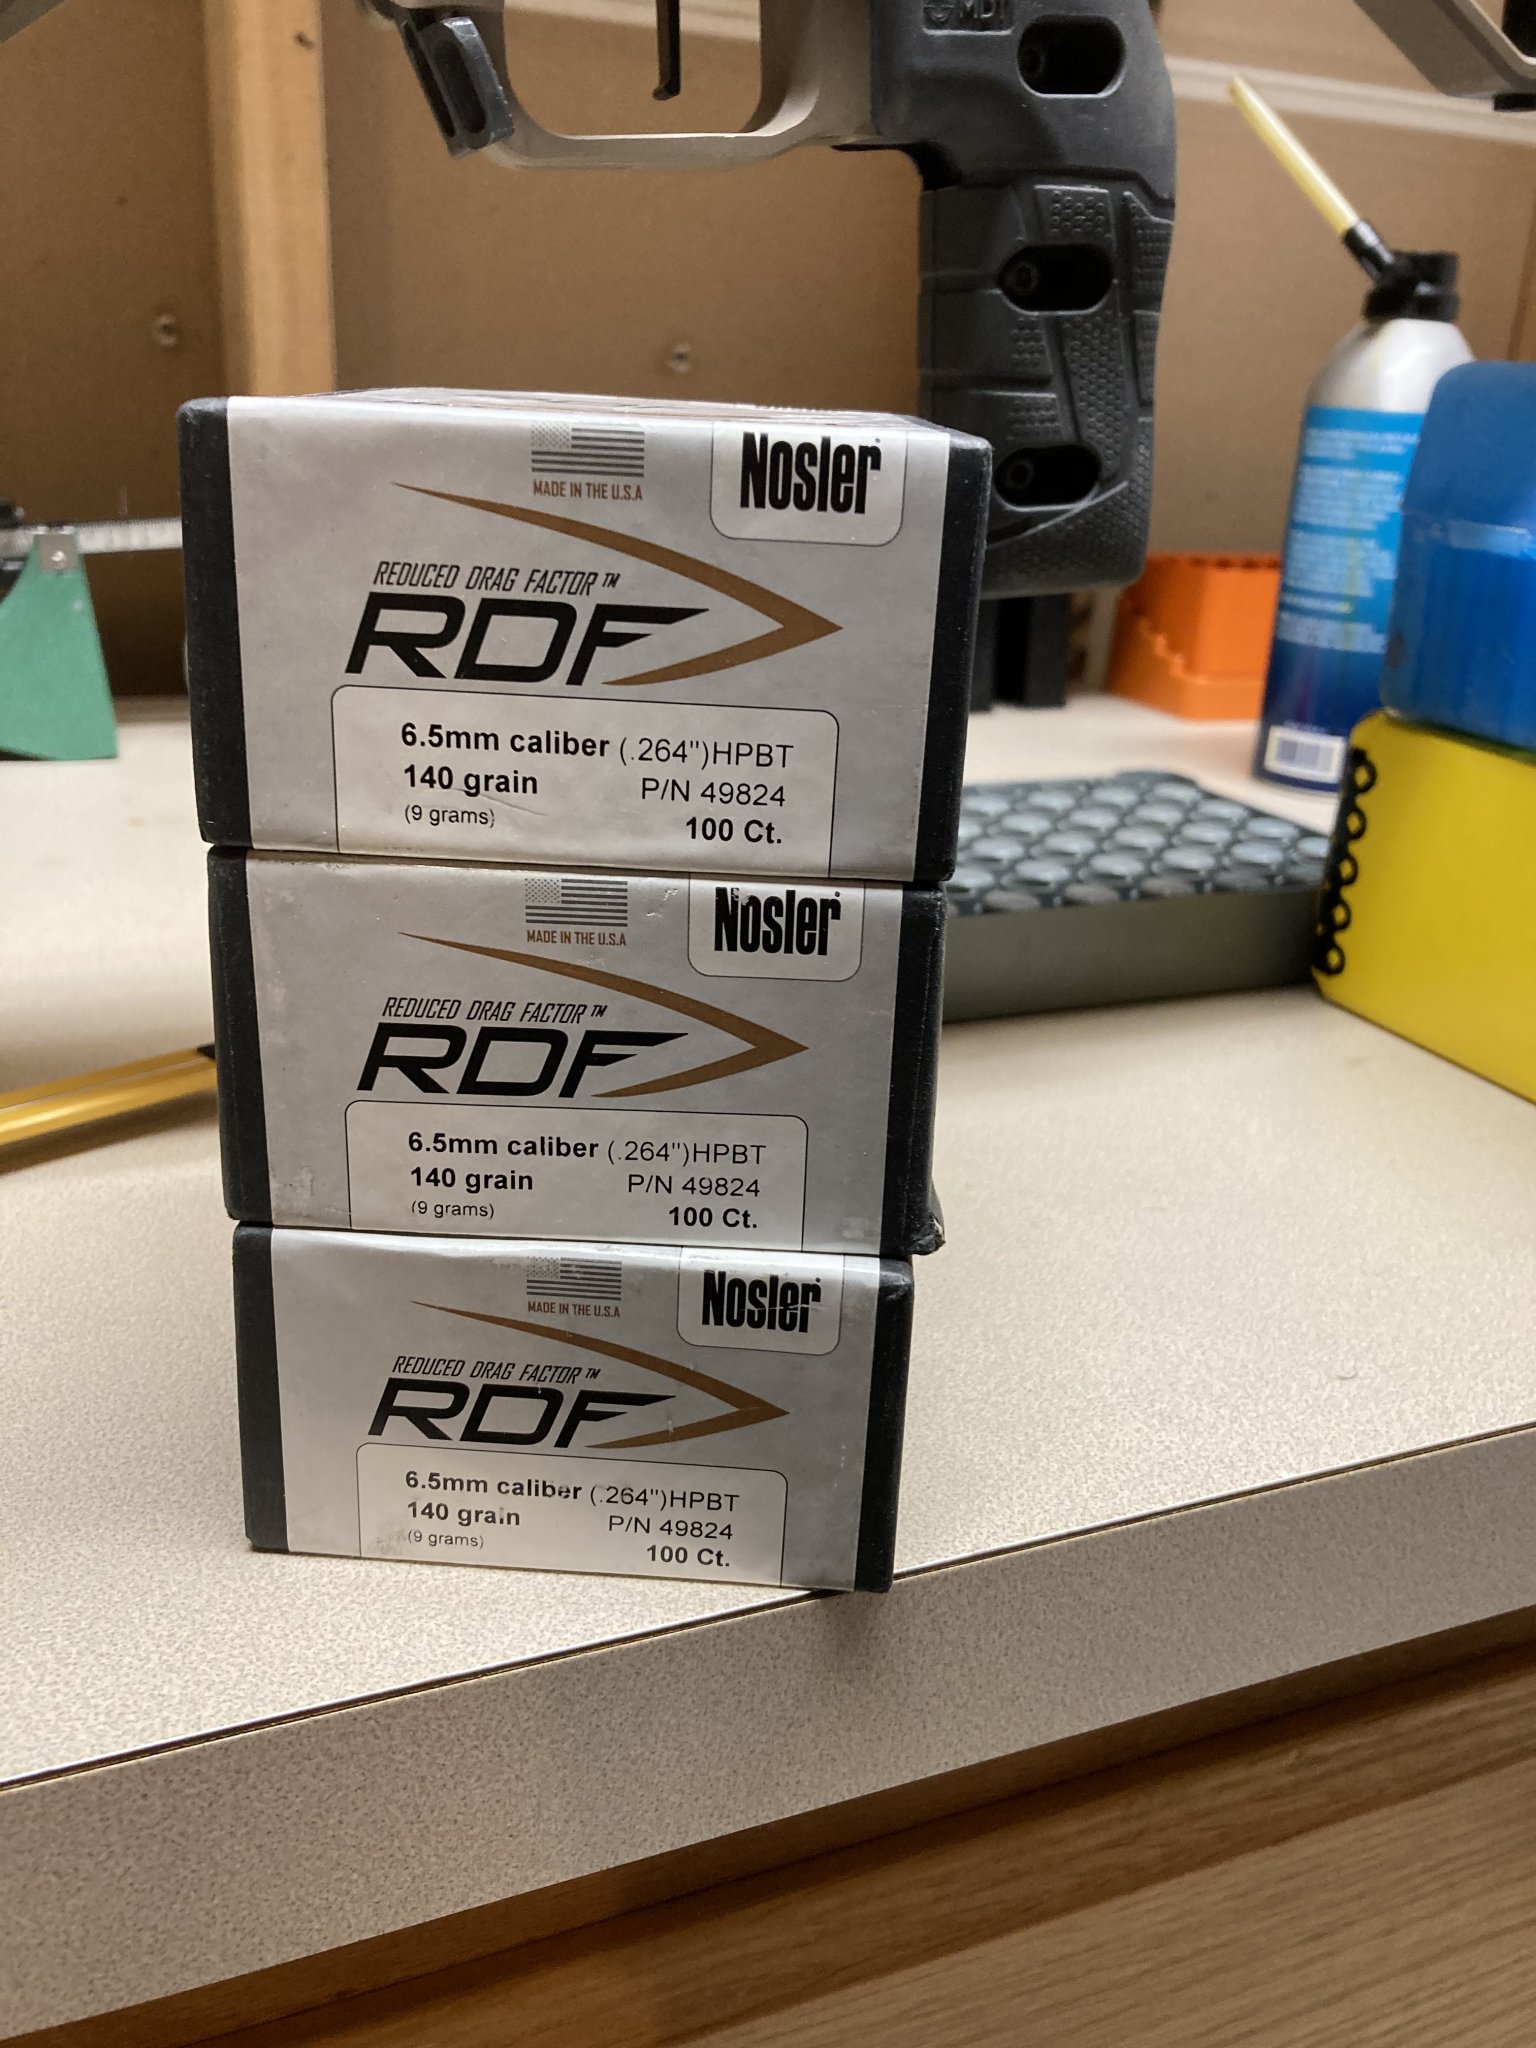 MDT
MADE IN THE U.S.A
Nosler
REDUCED DRAG FACTOR™
RDF
6.5mm caliber (.264")HPBT
140 grain P/N 49824
(9 grams) 100 Ct.
MADE IN THE U.S.A
Nosler
REDUCED DRAG FACTOR™
RDF
6.5mm caliber (.264")HPBT
140 grain P/N 49824
(9 grams) 100 Ct.
MADE IN THE U.S.A
Nosler
REDUCED DRAG FACTOR™
RDF
6.5mm caliber (.264")HPBT
140 grain P/N 49824
(9 grams) 100 Ct.